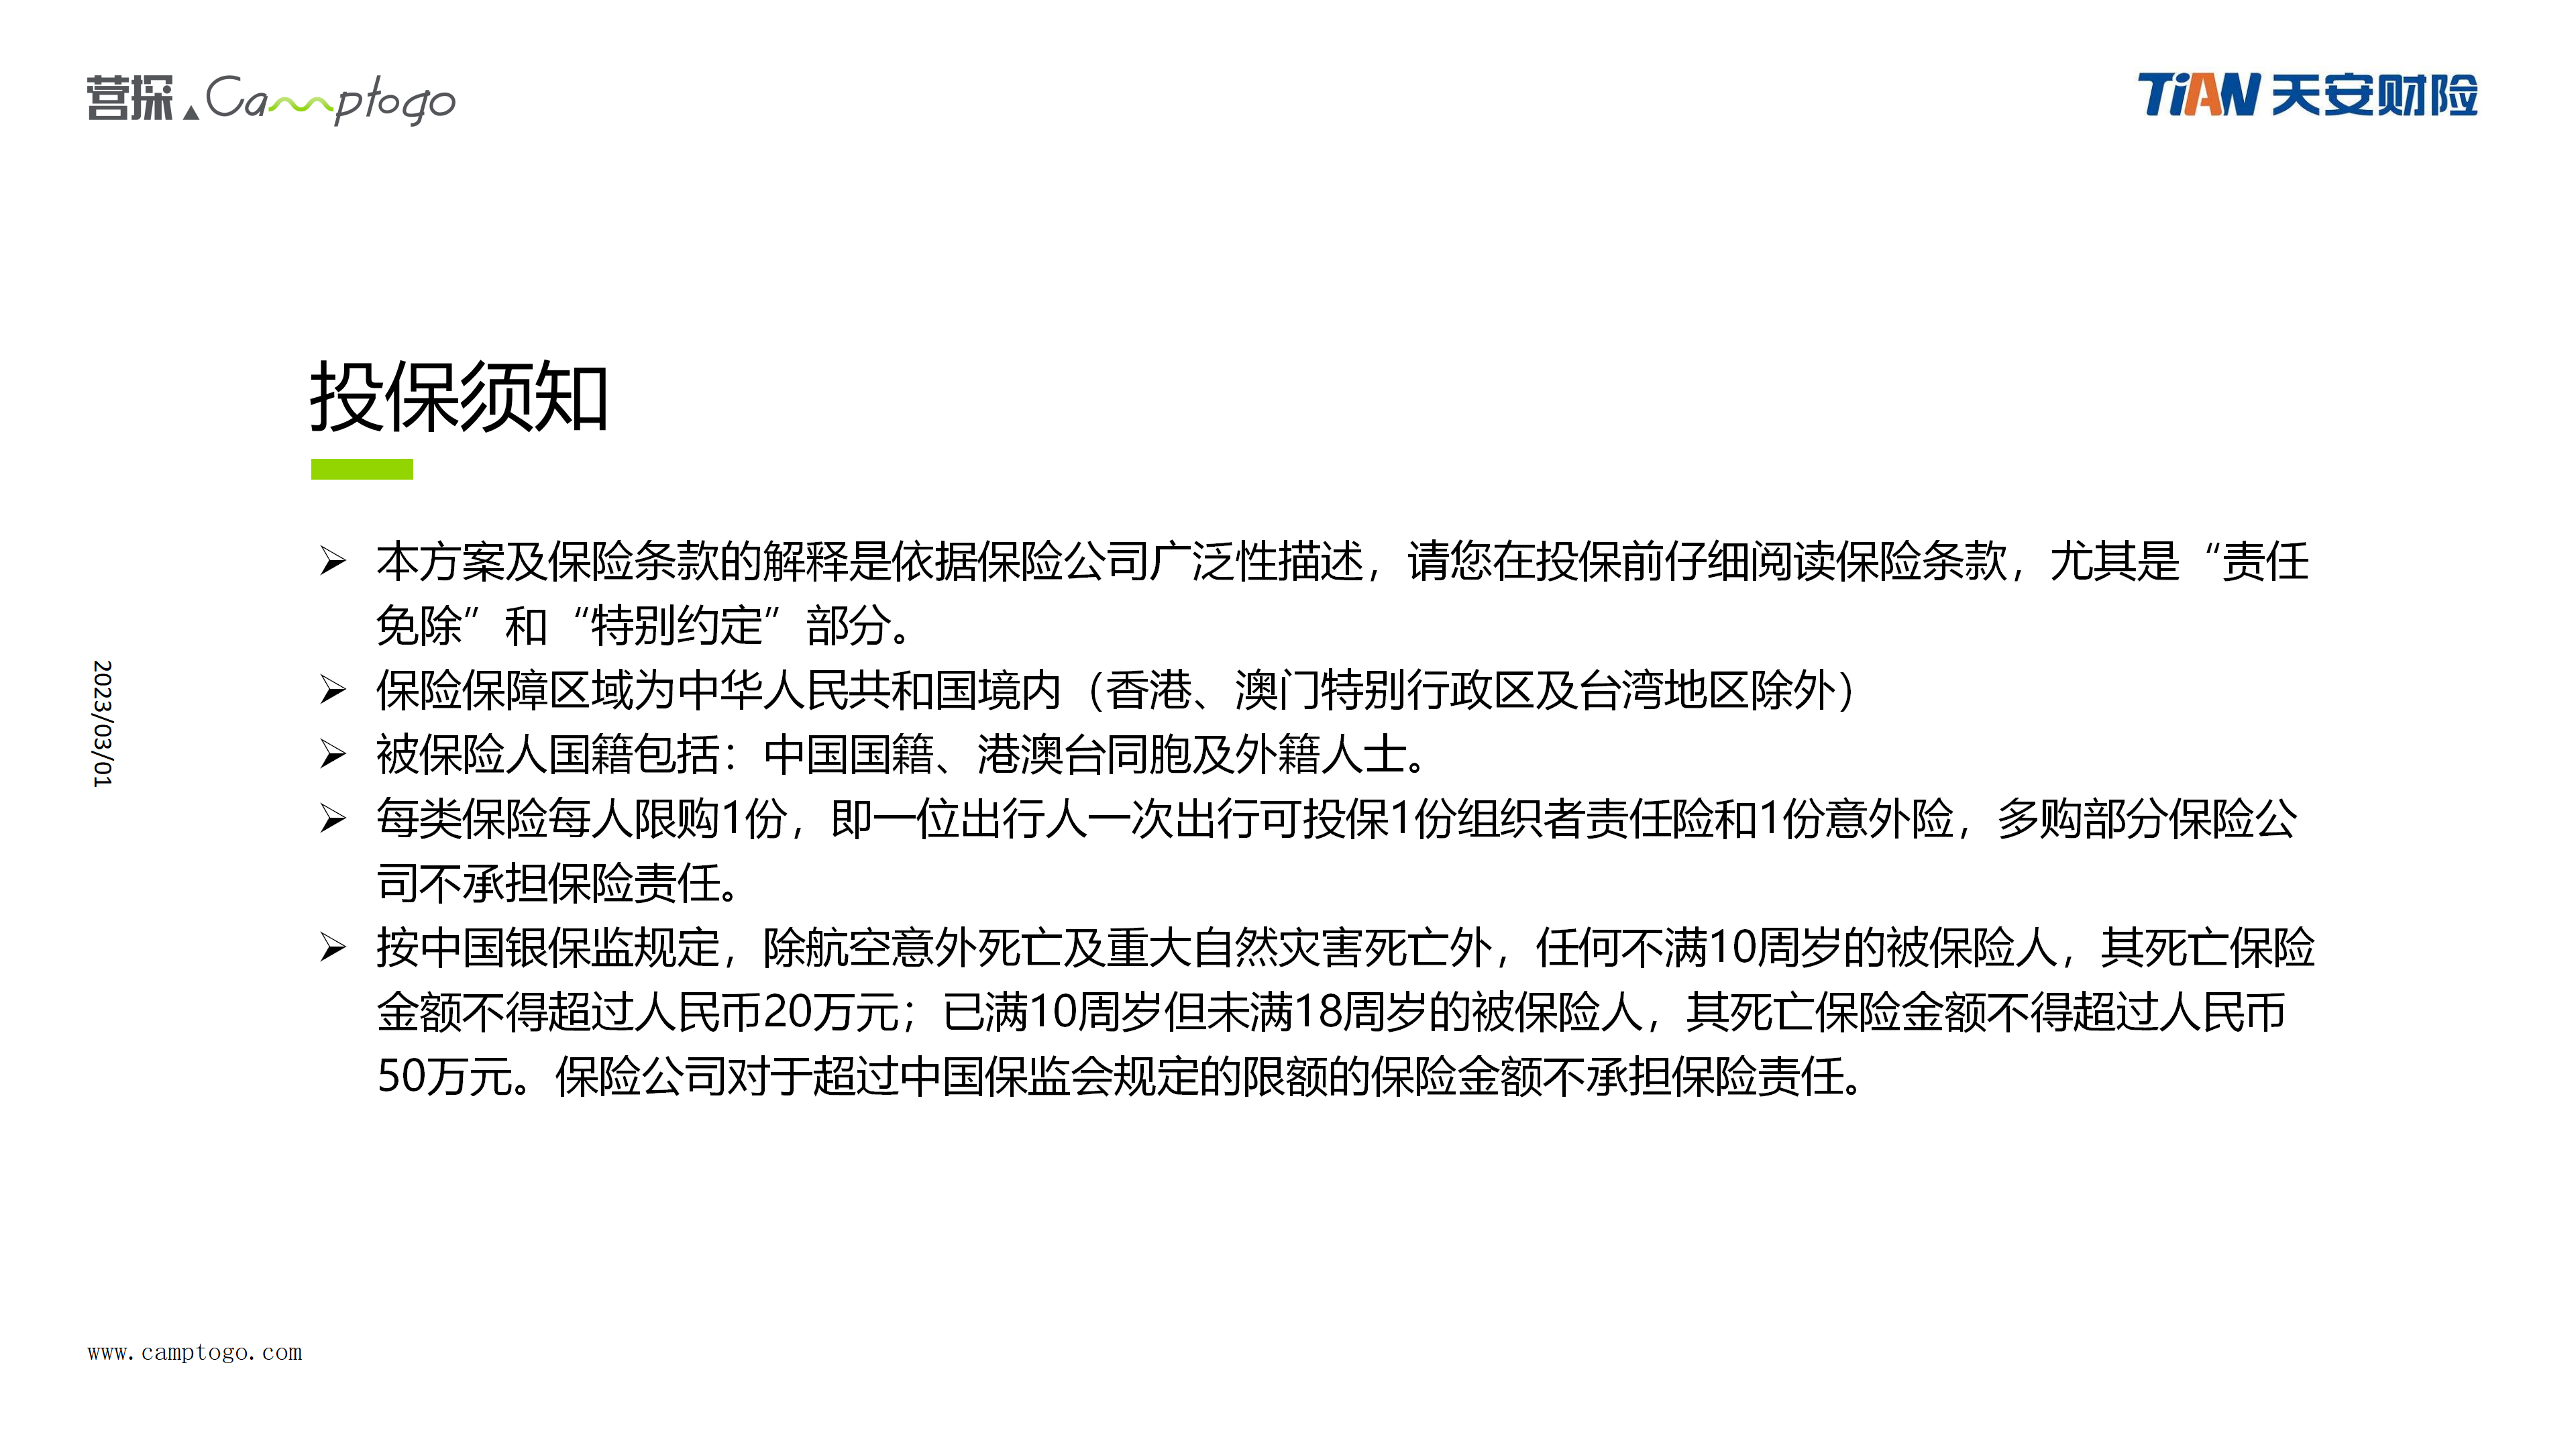 营探 Camptogo
TiAN 天安财险
投保须知
➢ 本方案及保险条款的解释是依据保险公司广泛性描述，请您在投保前仔细阅读保险条款，尤其是“责任
免除”和“特别约定”部分。
➢ 保险保障区域为中华人民共和国境内（香港、澳门特别行政区及台湾地区除外）
➢ 被保险人国籍包括：中国国籍、港澳台同胞及外籍人士。
➢ 每类保险每人限购1份，即一位出行人一次出行可投保1份组织者责任险和1份意外险，多购部分保险公
司不承担保险责任。
➢ 按中国银保监规定，除航空意外死亡及重大自然灾害死亡外，任何不满10周岁的被保险人，其死亡保险
金额不得超过人民币20万元；已满10周岁但未满18周岁的被保险人，其死亡保险金额不得超过人民币
50万元。保险公司对于超过中国保监会规定的限额的保险金额不承担保险责任。
2023/03/01
www.camptogo.com